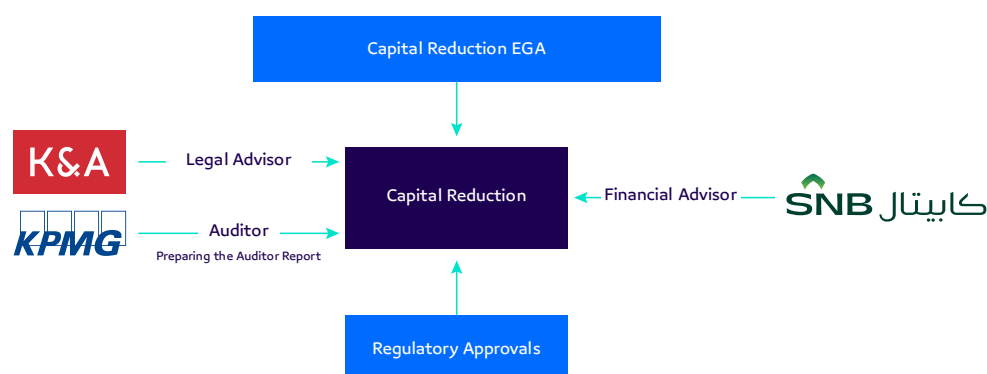 Capital Reduction EGA
K&A
Legal Advisor
Capital Reduction
Financial Advisor
SNB كابيتال
KPMG
Auditor
Preparing the Auditor Report
Regulatory Approvals